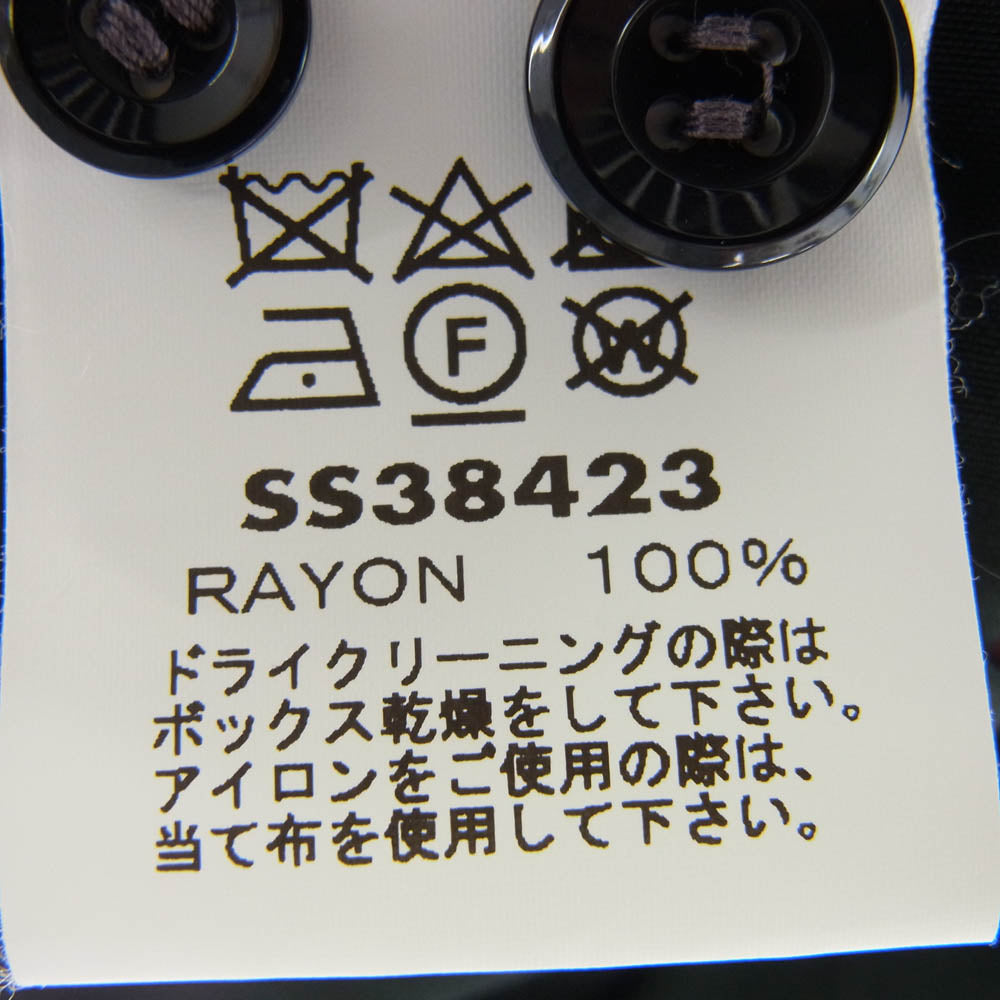 F
W
SS38423
RAYON 100%
ドライクリーニングの際は
ボックス乾燥をして下さい。
アイロンをご使用の際は、
当て布を使用して下さい。